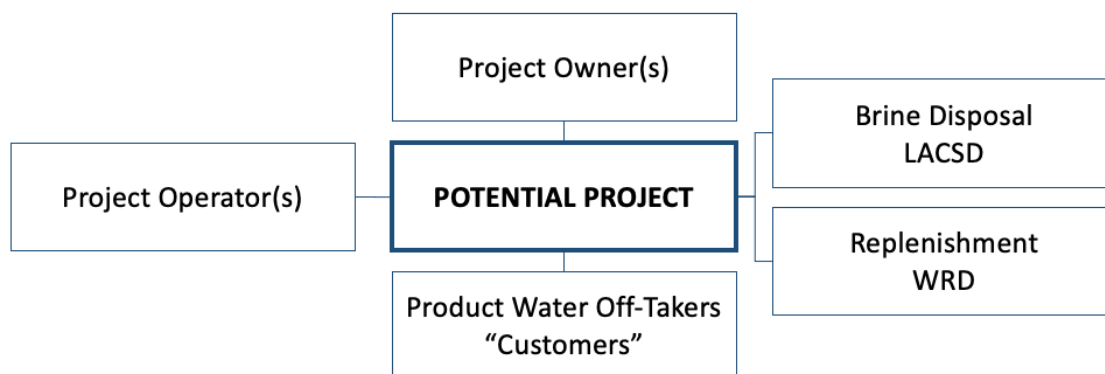 Project Owner(s)
Brine Disposal
LACSD
Project Operator(s)
POTENTIAL PROJECT
Replenishment
WRD
Product Water Off-Takers
“Customers”